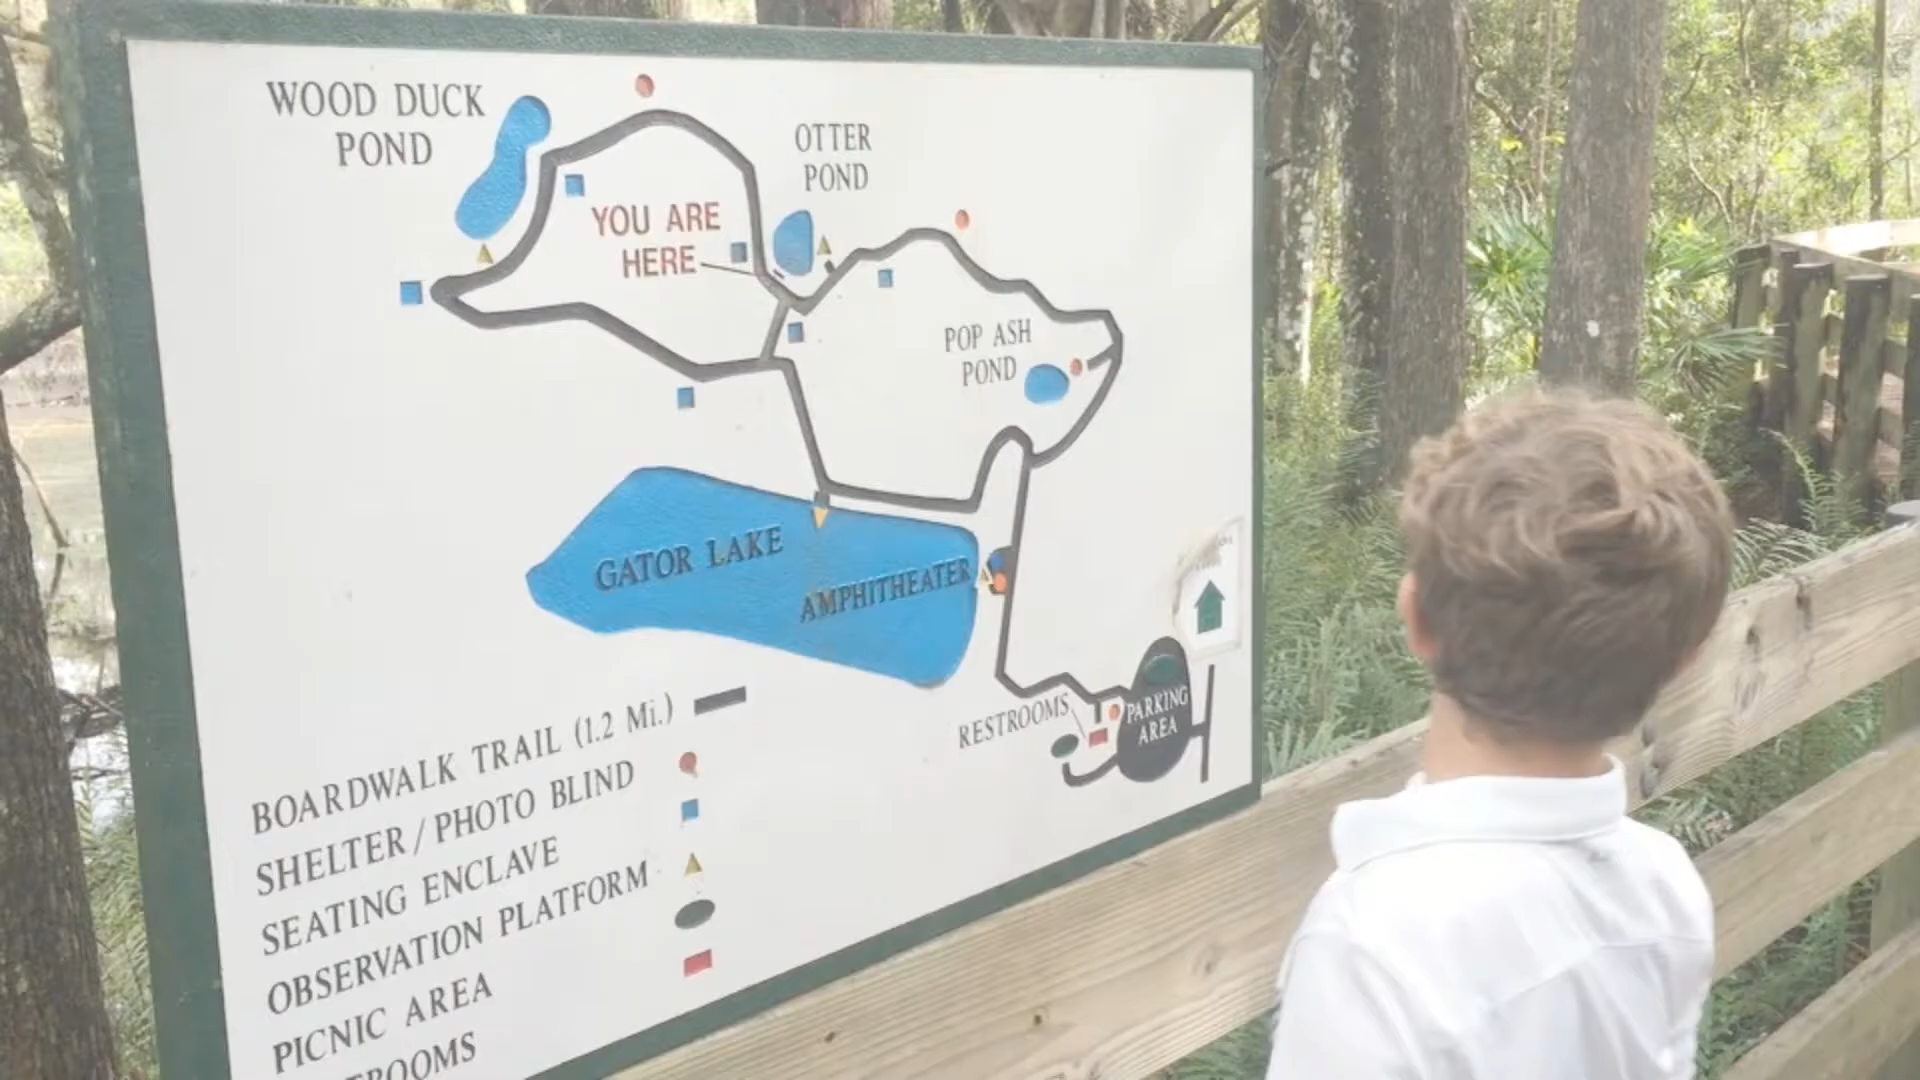 WOOD DUCK
POND
OTTER
POND
YOU ARE
HERE
POP ASH
POND
GATOR LAKE
AMPHITHEATER
RESTROOMS
PARKING
AREA
BOARDWALK TRAIL (1.2 Mi.)
SHELTER / PHOTO BLIND
SEATING ENCLAVE
OBSERVATION PLATFORM
PICNIC AREA